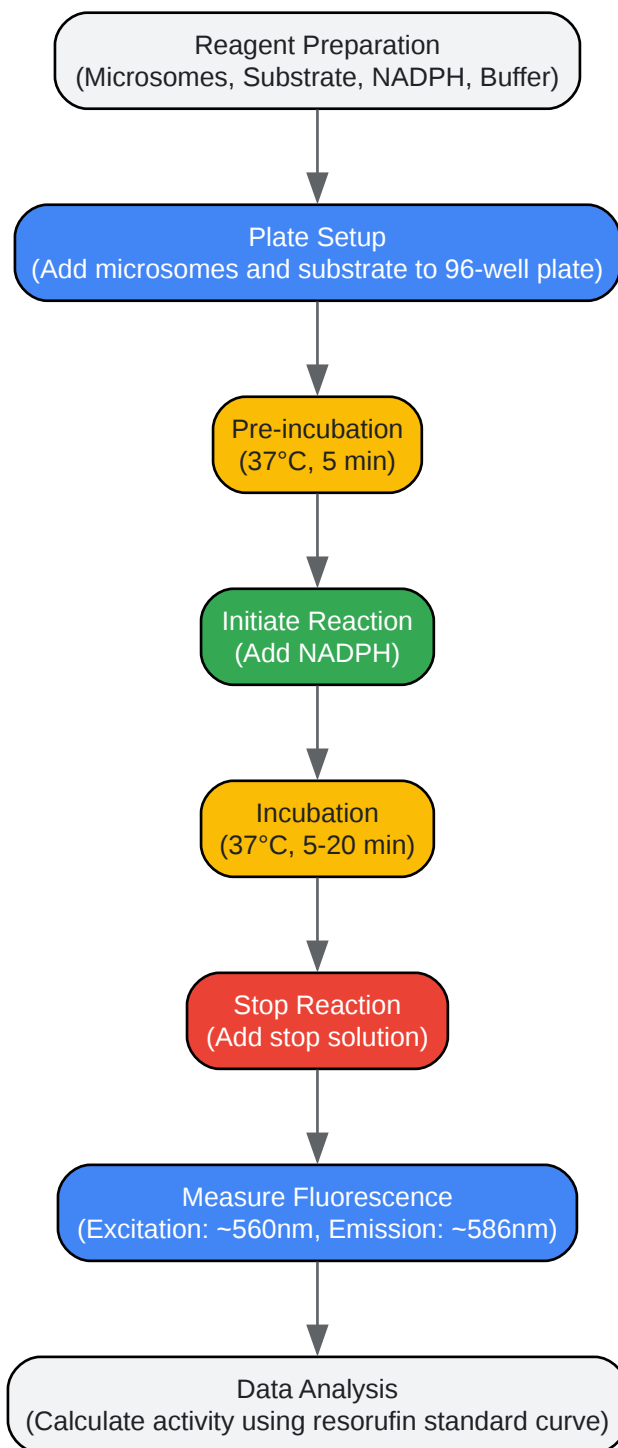 Reagent Preparation
(Microsomes, Substrate, NADPH, Buffer)
Plate Setup
(Add microsomes and substrate to 96-well plate)
Pre-incubation
(37°C, 5 min)
Initiate Reaction
(Add NADPH)
Incubation
(37°C, 5-20 min)
Stop Reaction
(Add stop solution)
Measure Fluorescence
(Excitation: ~560nm, Emission: ~586nm)
Data Analysis
(Calculate activity using resorufin standard curve)